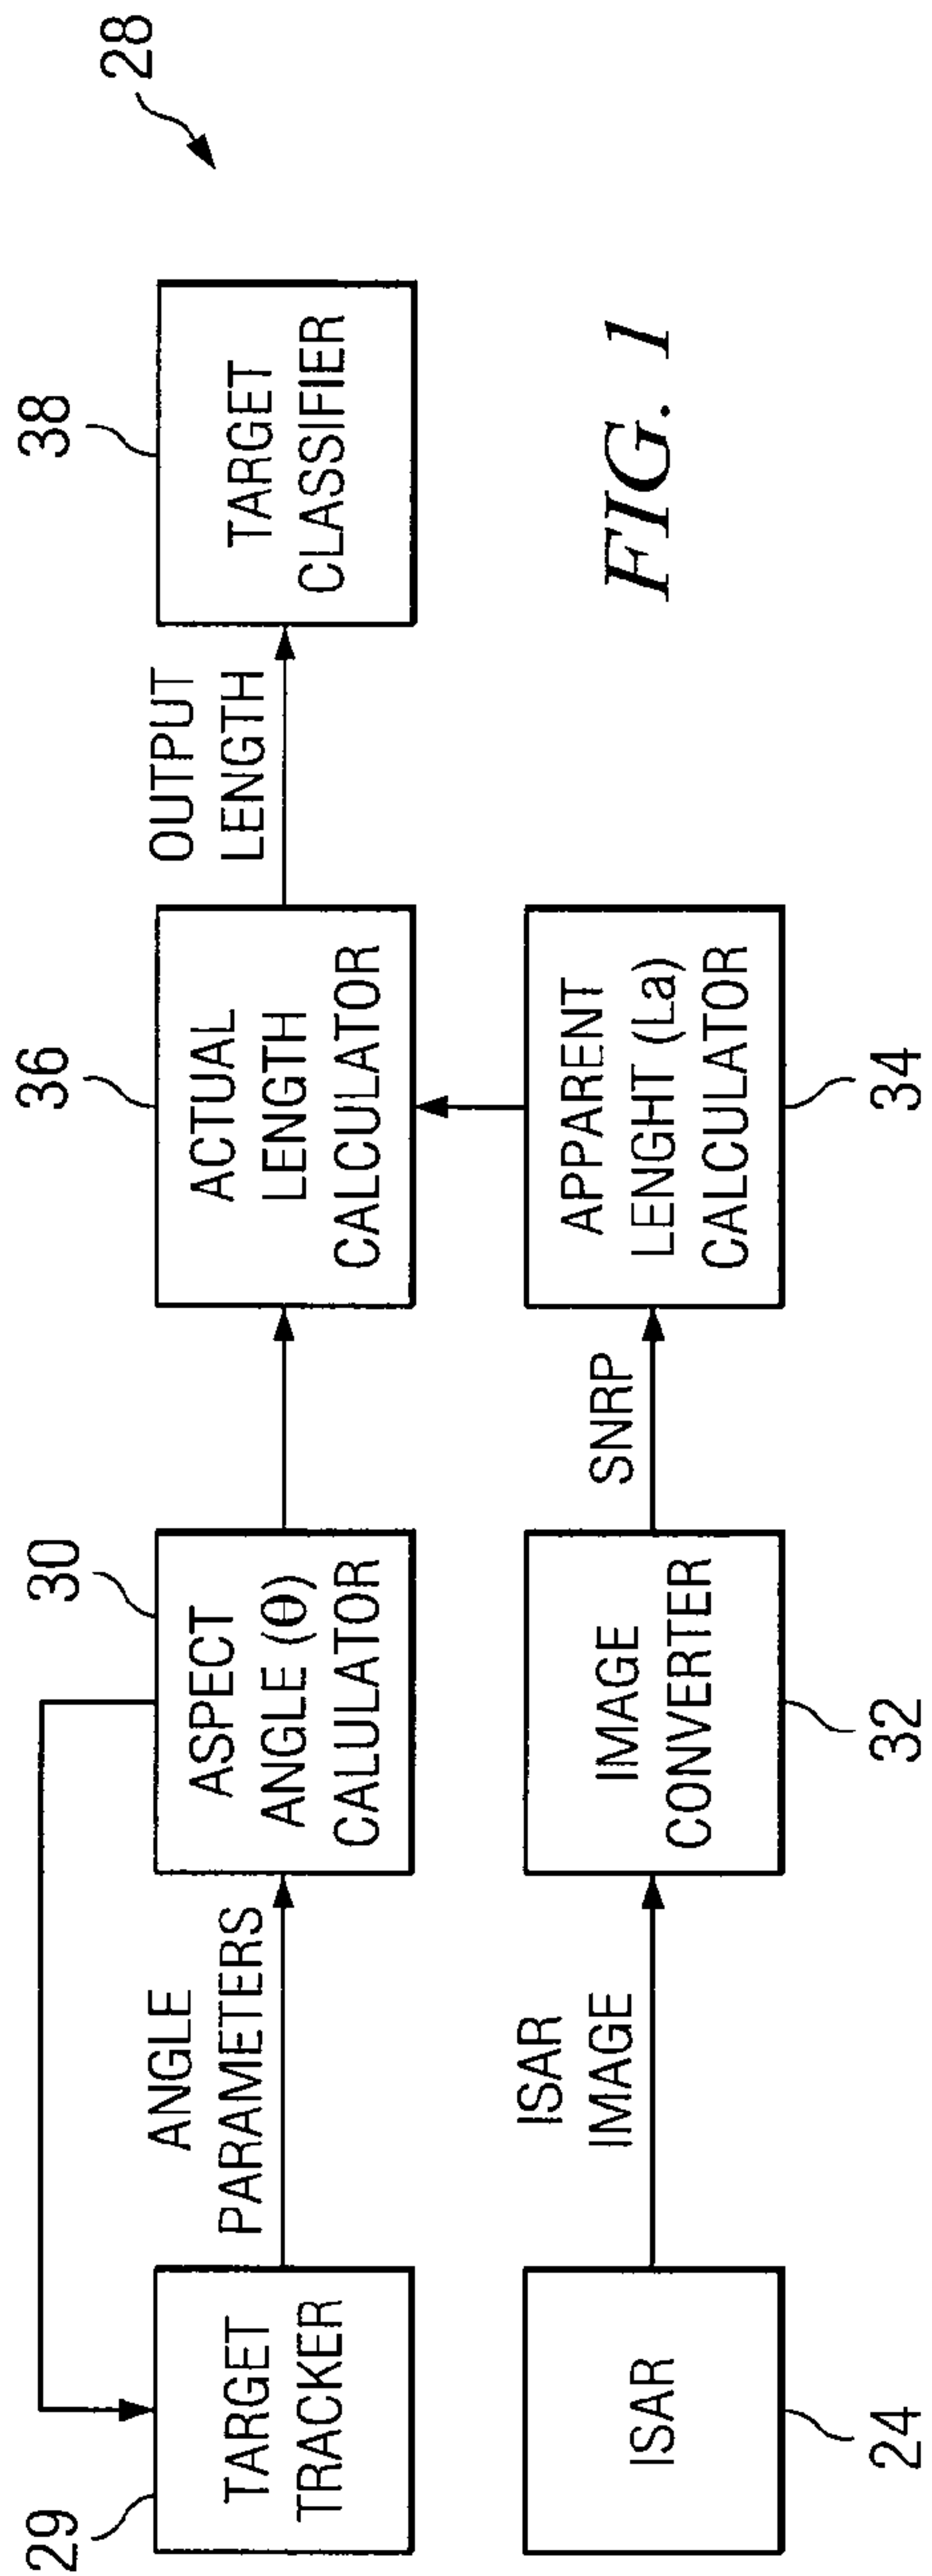 28
29
TARGET
TRACKER
ANGLE
PARAMETERS
30
ASPECT
ANGLE (Θ)
CALULATOR
36
ACTUAL
LENGTH
CALCULATOR
OUTPUT
LENGTH
38
TARGET
CLASSIFIER
ISAR
24
ISAR
IMAGE
IMAGE
CONVERTER
32
SNRP
APPARENT
LENGHT (La)
CALCULATOR
34
FIG. 1